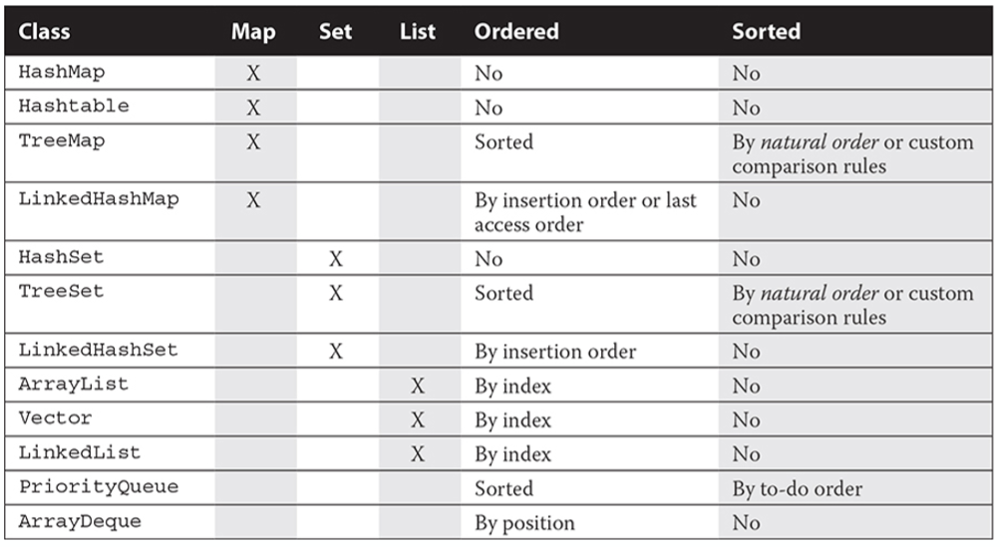 Class Map Set List Ordered Sorted
HashMap X No No
Hashtable X No No
TreeMap X Sorted By natural order or custom
comparison rules
LinkedHashMap X By insertion order or last No
access order
HashSet X No No
TreeSet X Sorted By natural order or custom
comparison rules
LinkedHashSet X By insertion order No
ArrayList X By index No
Vector X By index No
LinkedList X By index No
PriorityQueue Sorted By to-do order
ArrayDeque By position No